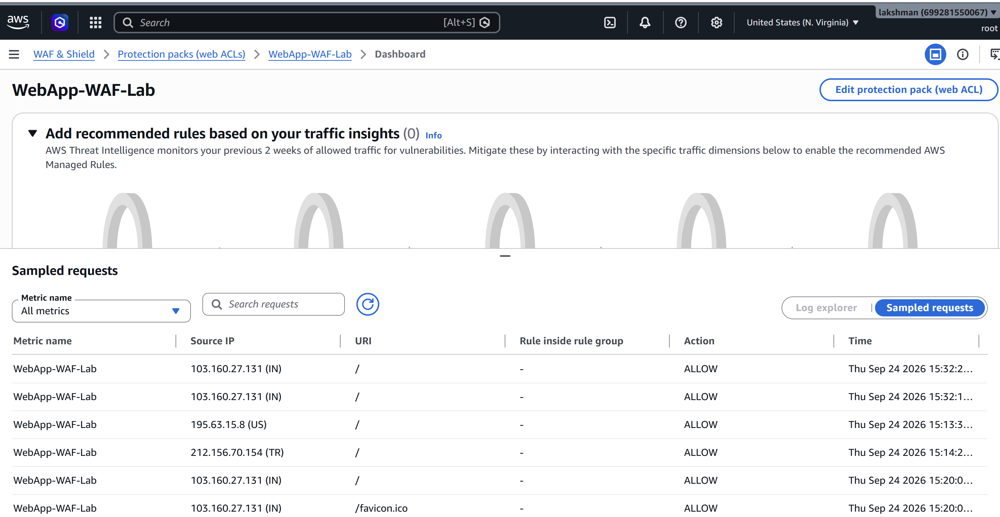 aws
Search [Alt+S]
United States (N. Virginia)
lakshman (699281550067)
root
WAF & Shield
Protection packs (web ACLs)
WebApp-WAF-Lab
Dashboard
WebApp-WAF-Lab
Edit protection pack (web ACL)
Add recommended rules based on your traffic insights (0) Info
AWS Threat Intelligence monitors your previous 2 weeks of allowed traffic for vulnerabilities. Mitigate these by interacting with the specific traffic dimensions below to enable the recommended AWS
Managed Rules.
Sampled requests
Metric name
All metrics
Search requests
Log explorer
Sampled requests
Metric name Source IP URI Rule inside rule group Action Time
WebApp-WAF-Lab 103.160.27.131 (IN) / - ALLOW Thu Sep 24 2026 15:32:2...
WebApp-WAF-Lab 103.160.27.131 (IN) / - ALLOW Thu Sep 24 2026 15:32:1...
WebApp-WAF-Lab 195.63.15.8 (US) / - ALLOW Thu Sep 24 2026 15:13:3...
WebApp-WAF-Lab 212.156.70.154 (TR) / - ALLOW Thu Sep 24 2026 15:14:2...
WebApp-WAF-Lab 103.160.27.131 (IN) / - ALLOW Thu Sep 24 2026 15:20:0...
WebApp-WAF-Lab 103.160.27.131 (IN) /favicon.ico - ALLOW Thu Sep 24 2026 15:20:0...